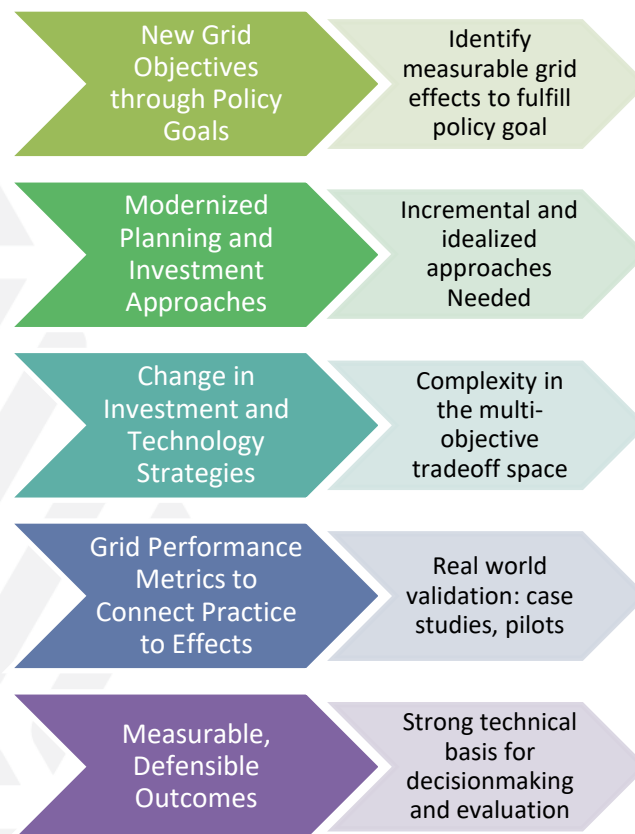 New Grid
Objectives
through Policy
Goals
Identify
measurable grid
effects to fulfill
policy goal
Modernized
Planning and
Investment
Approaches
Incremental and
idealized
approaches
Needed
Change in
Investment and
Technology
Strategies
Complexity in
the multi-
objective
tradeoff space
Grid Performance
Metrics to
Connect Practice
to Effects
Real world
validation: case
studies, pilots
Measurable,
Defensible
Outcomes
Strong technical
basis for
decisionmaking
and evaluation